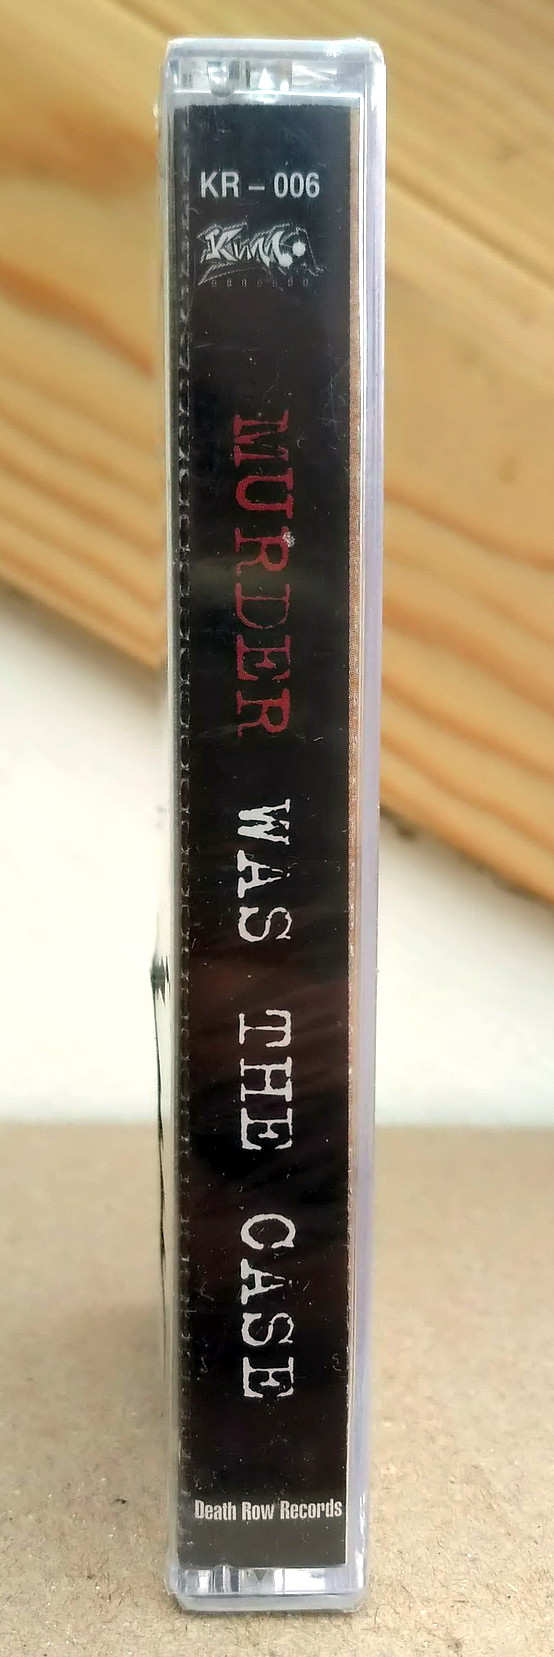 KR – 006
MURDER WAS THE CASE
Death Row Records